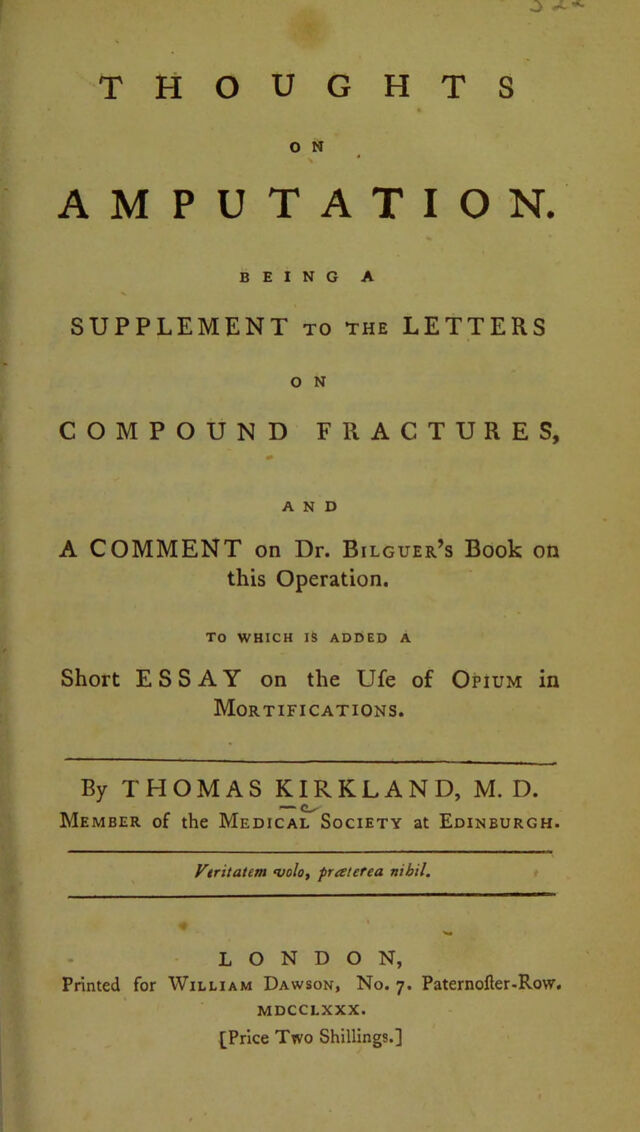 THOUGHTS
ON
AMPUTATION.
BEING A
SUPPLEMENT TO THE LETTERS
ON
COMPOUND FRACTURES,
AND
A COMMENT on Dr. BILGUER's Book on
this Operation.
TO WHICH IS ADDED A
Short ESSAY on the Uſe of OPIUM in
MORTIFICATIONS.
By THOMAS KIRKLAND, M. D.
MEMBER of the MEDICAL SOCIETY at EDINBURGH.
Veritatem volo, prætetea nihil.
LONDON,
Printed for WILLIAM DAWSON, No. 7. Paternoſter-Row.
MDCCLXXX.
[Price Two Shillings.]